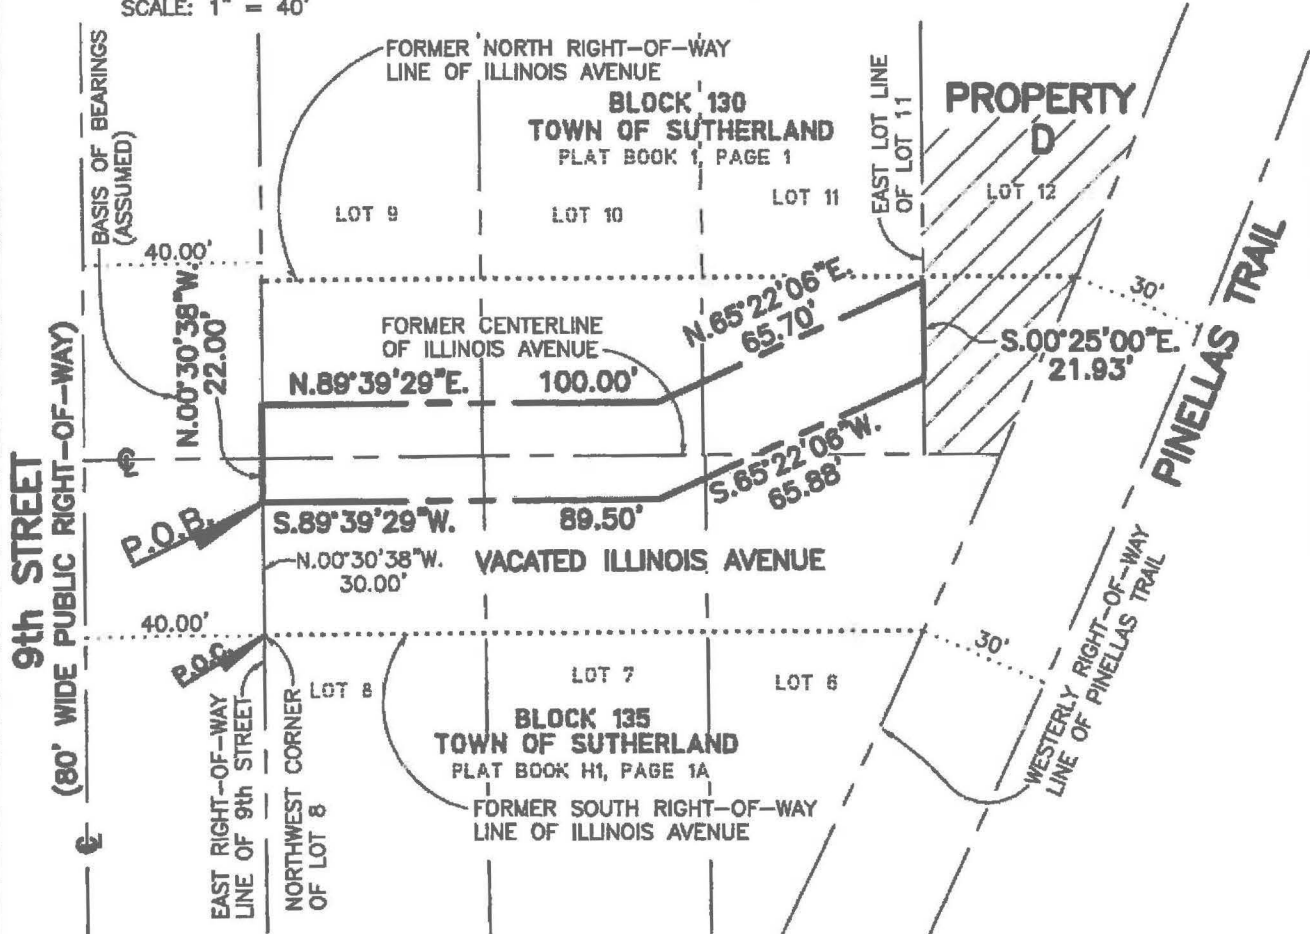 SCALE: 1" = 40'
BASIS OF BEARINGS
(ASSUMED)
FORMER NORTH RIGHT-OF-WAY
LINE OF ILLINOIS AVENUE
BLOCK 130
TOWN OF SUTHERLAND
PLAT BOOK 1, PAGE 1
EAST LOT LINE
OF LOT 11
PROPERTY
D
LOT 9
LOT 10
LOT 11
LOT 12
40.00'
N.00°30'38"W.
22.00'
FORMER CENTERLINE
OF ILLINOIS AVENUE
N.65°22'06"E.
65.70'
30'
S.00°25'00"E.
21.93'
PINELLAS TRAIL
N.89°39'29"E.
100.00'
9th STREET
(80' WIDE PUBLIC RIGHT-OF-WAY)
℄
P.O.B.
S.89°39'29"W.
89.50'
S.65°22'06"W.
65.88'
N.00°30'38"W.
30.00'
VACATED ILLINOIS AVENUE
40.00'
P.O.C.
30'
WESTERLY RIGHT-OF-WAY
LINE OF PINELLAS TRAIL
LOT 8
LOT 7
LOT 6
BLOCK 135
TOWN OF SUTHERLAND
PLAT BOOK H1, PAGE 1A
FORMER SOUTH RIGHT-OF-WAY
LINE OF ILLINOIS AVENUE
EAST RIGHT-OF-WAY
LINE OF 9th STREET
NORTHWEST CORNER
OF LOT 8
℄